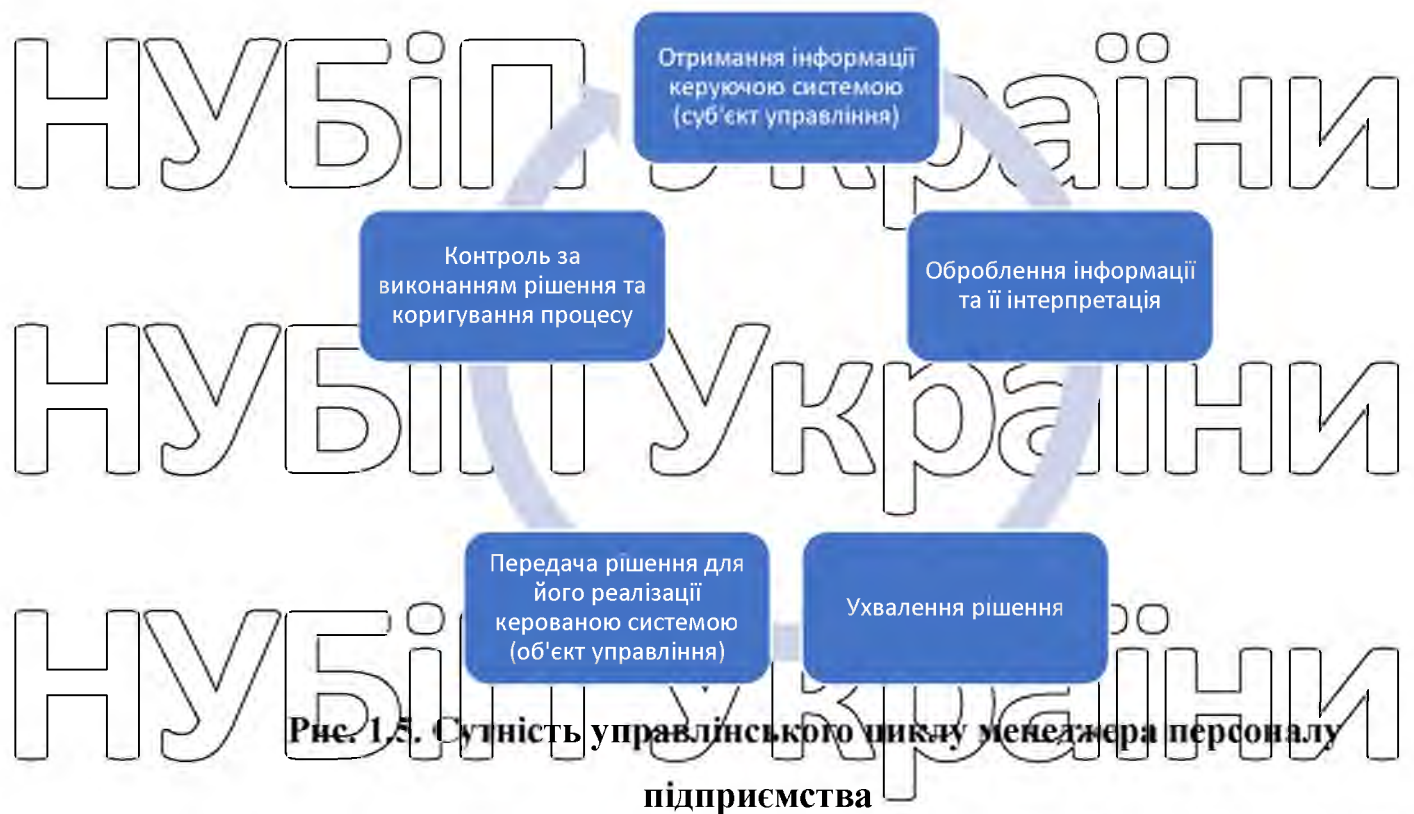 НУБіП України
Отримання інформації
керуючою системою
(суб'єкт управління)
Контроль за
виконанням рішення та
коригування процесу
Оброблення інформації
та її інтерпретація
НУБіП України
Передача рішення для
його реалізації
керованою системою
(об'єкт управління)
Ухвалення рішення
НУБіП України
Рис. 1.5. Сутність управлінського циклу менеджера персоналу
підприємства